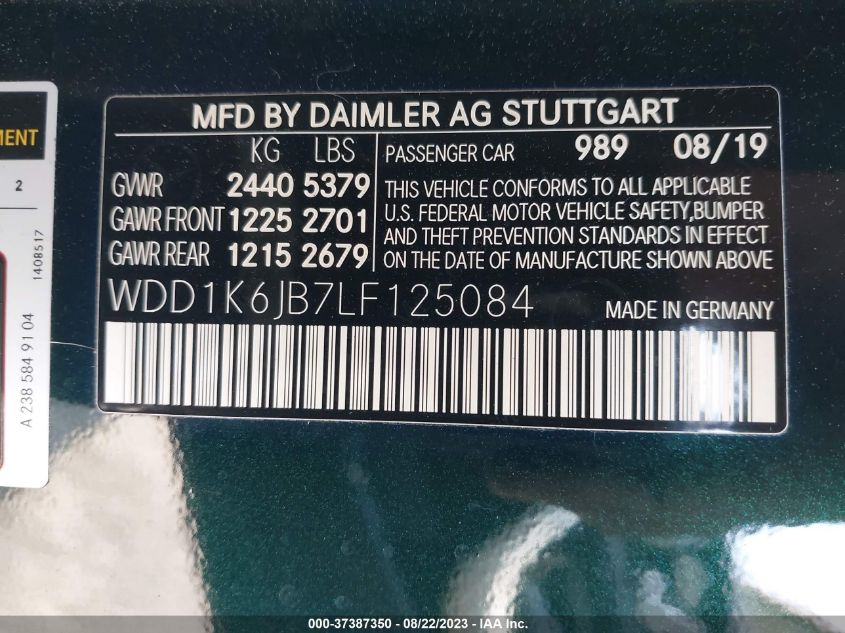 MENT
2
1408517
A 238 584 91 04
MFD BY DAIMLER AG STUTTGART
KG LBS
GVWR 2440 5379
GAWR FRONT 1225 2701
GAWR REAR 1215 2679
PASSENGER CAR 989 08/19
THIS VEHICLE CONFORMS TO ALL APPLICABLE
U.S. FEDERAL MOTOR VEHICLE SAFETY,BUMPER
AND THEFT PREVENTION STANDARDS IN EFFECT
ON THE DATE OF MANUFACTURE SHOWN ABOVE
WDD1K6JB7LF125084 MADE IN GERMANY
000-37387350 - 08/22/2023 - IAA Inc.